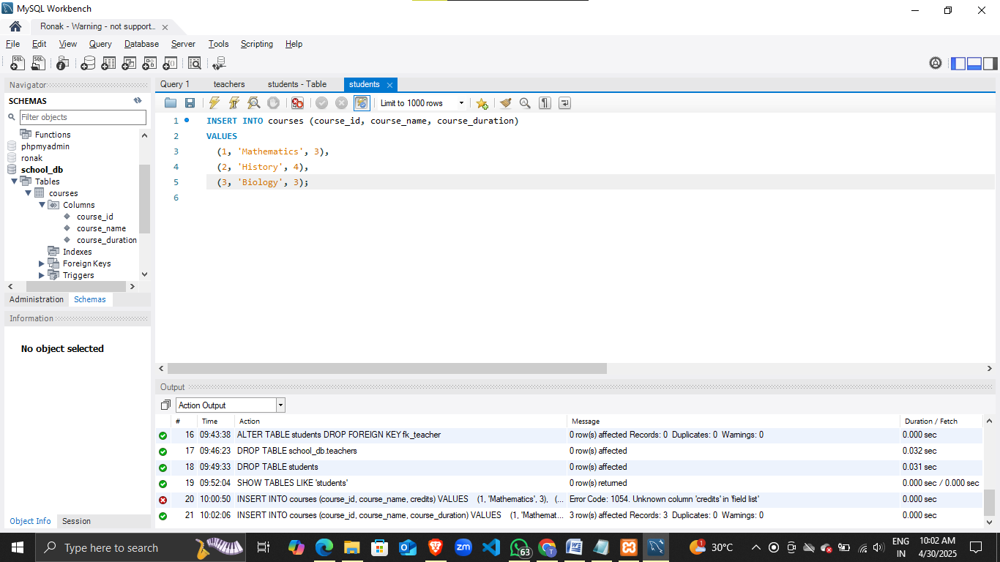 MySQL Workbench
Ronak - Warning - not support...
File Edit View Query Database Server Tools Scripting Help
Navigator
SCHEMAS
Filter objects
Functions
phpmyadmin
ronak
school_db
Tables
courses
Columns
course_id
course_name
course_duration
Indexes
Foreign Keys
Triggers
Administration Schemas
Information
No object selected
Object Info Session
Query 1 teachers students - Table students
Limit to 1000 rows
1 INSERT INTO courses (course_id, course_name, course_duration)
2 VALUES
3 (1, 'Mathematics', 3),
4 (2, 'History', 4),
5 (3, 'Biology', 3);
6
Output
Action Output
# Time Action Message Duration / Fetch
16 09:43:38 ALTER TABLE students DROP FOREIGN KEY fk_teacher 0 row(s) affected Records: 0 Duplicates: 0 Warnings: 0 0.000 sec
17 09:46:23 DROP TABLE school_db.teachers 0 row(s) affected 0.032 sec
18 09:49:33 DROP TABLE students 0 row(s) affected 0.031 sec
19 09:52:04 SHOW TABLES LIKE 'students' 0 row(s) returned 0.000 sec / 0.000 sec
20 10:00:50 INSERT INTO courses (course_id, course_name, credits) VALUES (1, 'Mathematics', 3), (... Error Code: 1054. Unknown column 'credits' in 'field list' 0.000 sec
21 10:02:06 INSERT INTO courses (course_id, course_name, course_duration) VALUES (1, 'Mathemat... 3 row(s) affected Records: 3 Duplicates: 0 Warnings: 0 0.000 sec
Type here to search
zm
63
1
30°C
ENG
IN
10:02 AM
4/30/2025